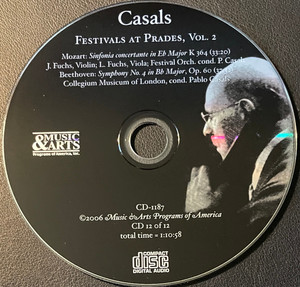 Casals
FESTIVALS AT PRADES, VOL. 2
Mozart: Sinfonia concertante in Eb Major K 364 (33:20)
J. Fuchs, Violin; L. Fuchs, Viola; Festival Orch. cond. P. Casals
Beethoven: Symphony No. 4 in Bb Major, Op. 60
Collegium Musicum of London, cond. Pablo Casals
MUSIC
&ARTS
Programs of America, Inc.
CD-1187
©2006 Music & Arts Programs of America
CD 12 of 12
total time = 1:10:58
COMPACT
disc
DIGITAL AUDIO